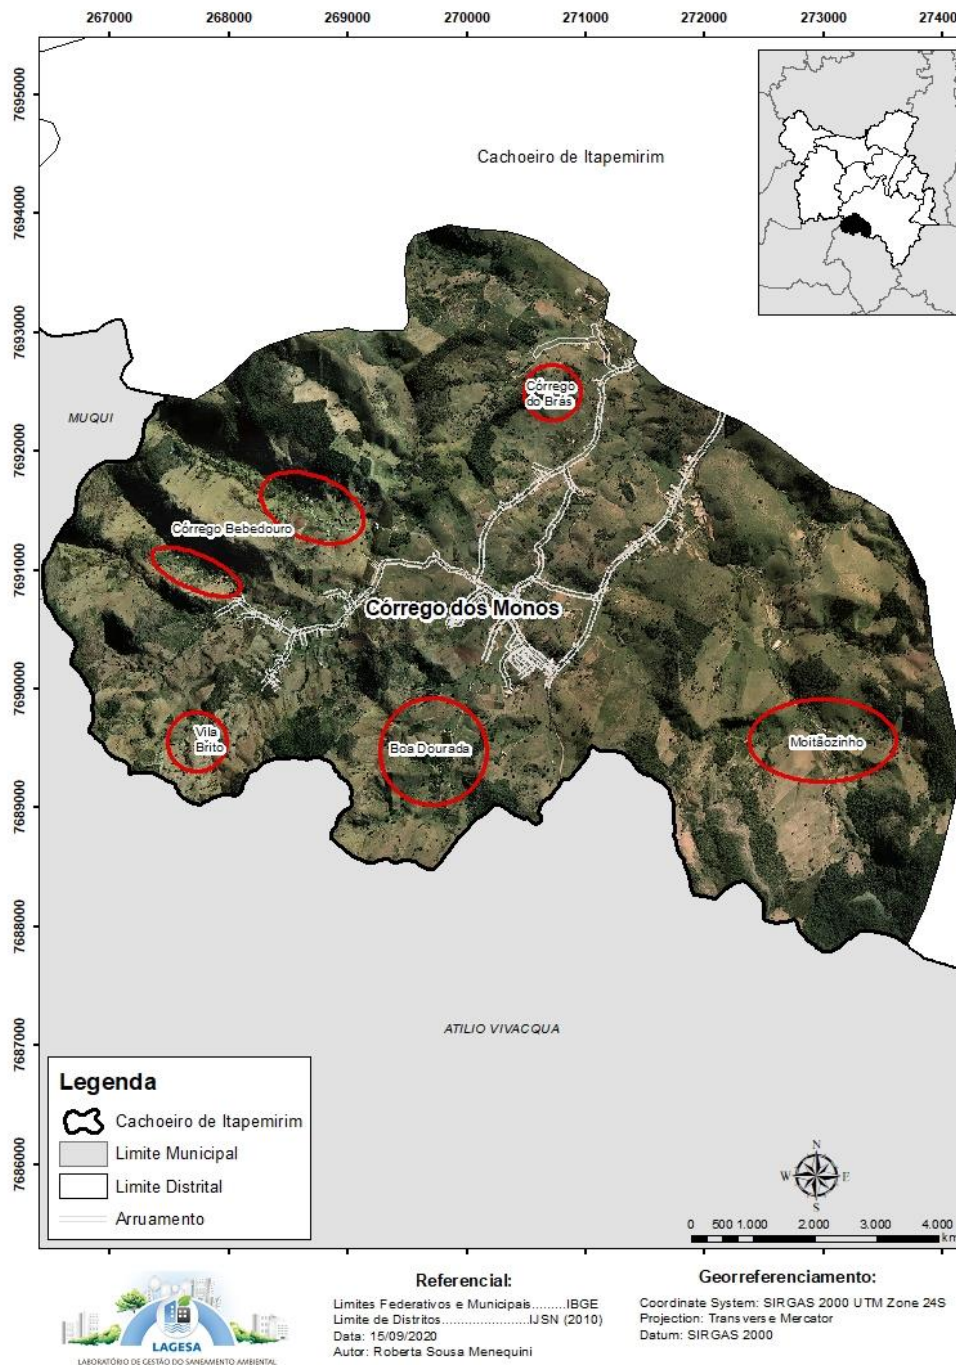 267000 268000 269000 270000 271000 272000 273000 27400
7695000
7694000
7693000
7692000
7691000
7690000
7689000
7688000
7687000
7686000
Cachoeiro de Itapemirim
MUQUI
Córrego
do Brás
Córrego Bebedouro
Córrego dos Monos
Vila
Brito
Boa Dourada
Moitãozinho
ATILIO VIVACQUA
Legenda
Cachoeiro de Itapemirim
Limite Municipal
Limite Distrital
Arruamento
N
W E
S
0 500 1.000 2.000 3.000 4.000
km
LAGESA
LABORATÓRIO DE GESTÃO DO SANEAMENTO AMBIENTAL
Referencial:
Limites Federativos e Municipais.........IBGE
Limite de Distritos......................IJSN (2010)
Data: 15/09/2020
Autor: Roberta Sousa Menequini
Georreferenciamento:
Coordinate System: SIRGAS 2000 UTM Zone 24S
Projection: Transverse Mercator
Datum: SIRGAS 2000